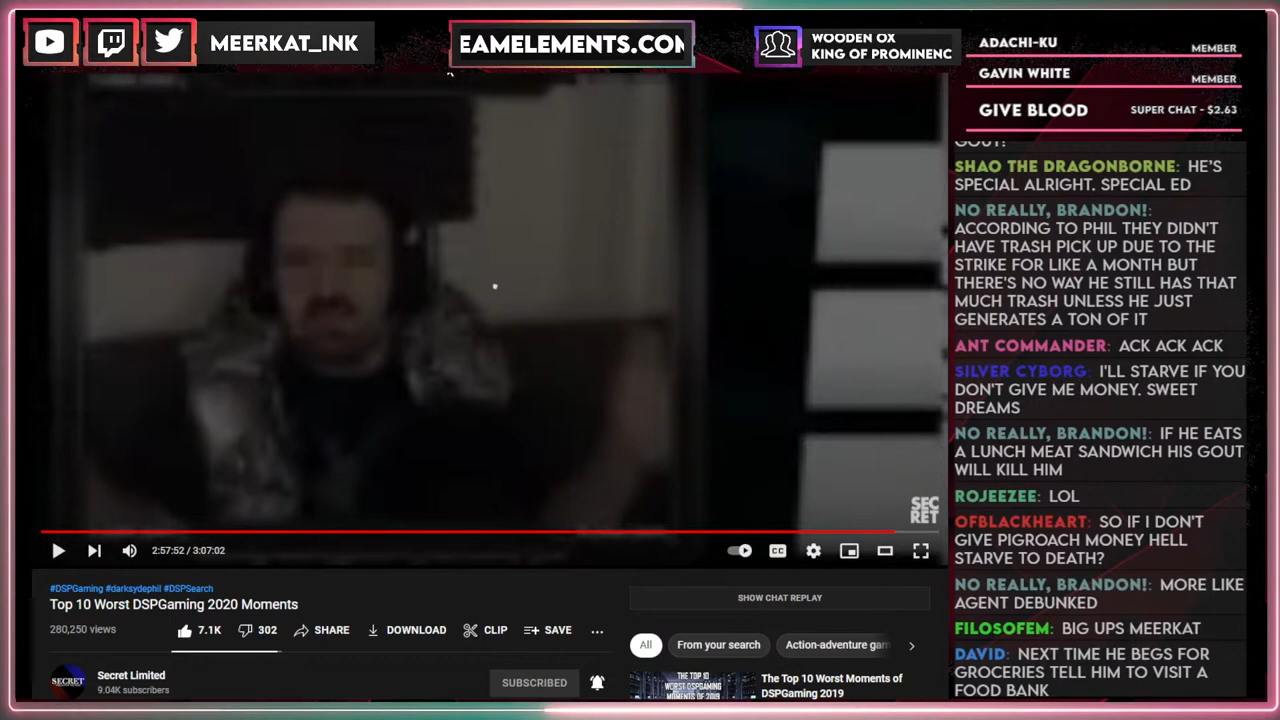 MEERKAT_INK
EAMELEMENTS.CON
WOODEN OX
KING OF PROMINENC
ADACHI-KU
MEMBER
GAVIN WHITE
MEMBER
GIVE BLOOD
SUPER CHAT - $2.63
GOUT?
SHAO THE DRAGONBORNE: HE'S
SPECIAL ALRIGHT. SPECIAL ED
NO REALLY, BRANDON!:
ACCORDING TO PHIL THEY DIDN'T
HAVE TRASH PICK UP DUE TO THE
STRIKE FOR LIKE A MONTH BUT
THERE'S NO WAY HE STILL HAS THAT
MUCH TRASH UNLESS HE JUST
GENERATES A TON OF IT
ANT COMMANDER: ACK ACK ACK
SILVER CYBORG: I'LL STARVE IF YOU
DON'T GIVE ME MONEY. SWEET
DREAMS
NO REALLY, BRANDON!: IF HE EATS
A LUNCH MEAT SANDWICH HIS GOUT
WILL KILL HIM
ROJEEZEE: LOL
OFBLACKHEART: SO IF I DON'T
GIVE PIGROACH MONEY HELL
STARVE TO DEATH?
NO REALLY, BRANDON!: MORE LIKE
AGENT DEBUNKED
FILOSOFEM: BIG UPS MEERKAT
DAVID: NEXT TIME HE BEGS FOR
GROCERIES TELL HIM TO VISIT A
FOOD BANK
SEC
RET
2:57:52 / 3:07:02
CC
#DSPGaming #darksydephil #DSPSearch
Top 10 Worst DSPGaming 2020 Moments
280,250 views
7.1K
302
SHARE
DOWNLOAD
CLIP
SAVE
SECRET
Secret Limited
9.04K subscribers
SUBSCRIBED
SHOW CHAT REPLAY
All
From your search
Action-adventure gam
THE TOP 10
WORST DSPGAMING
The Top 10 Worst Moments of
DSPGaming 2019